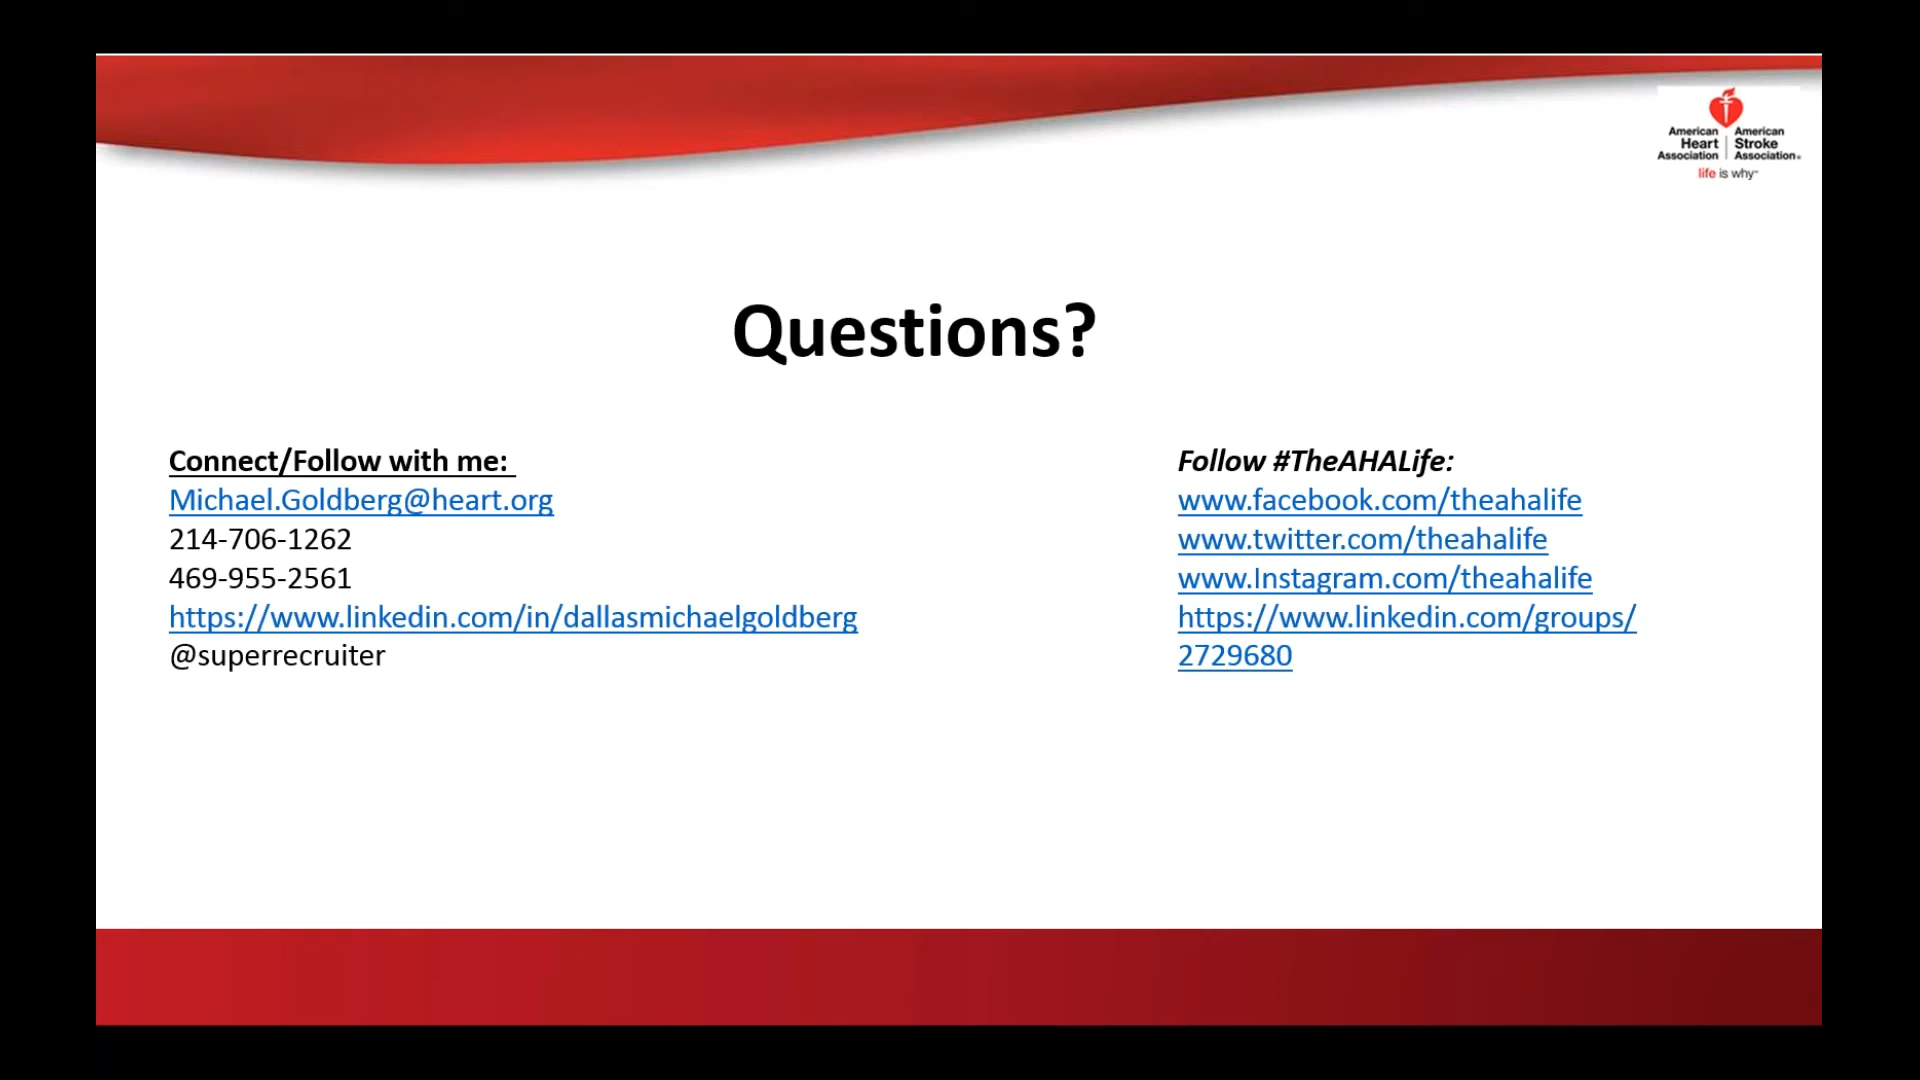 American Heart Association
American Stroke Association®
life is why™
Questions?
Connect/Follow with me:
Michael.Goldberg@heart.org
214-706-1262
469-955-2561
https://www.linkedin.com/in/dallasmichaelgoldberg
@superrecruiter
Follow #TheAHALife:
www.facebook.com/theahalife
www.twitter.com/theahalife
www.Instagram.com/theahalife
https://www.linkedin.com/groups/
2729680